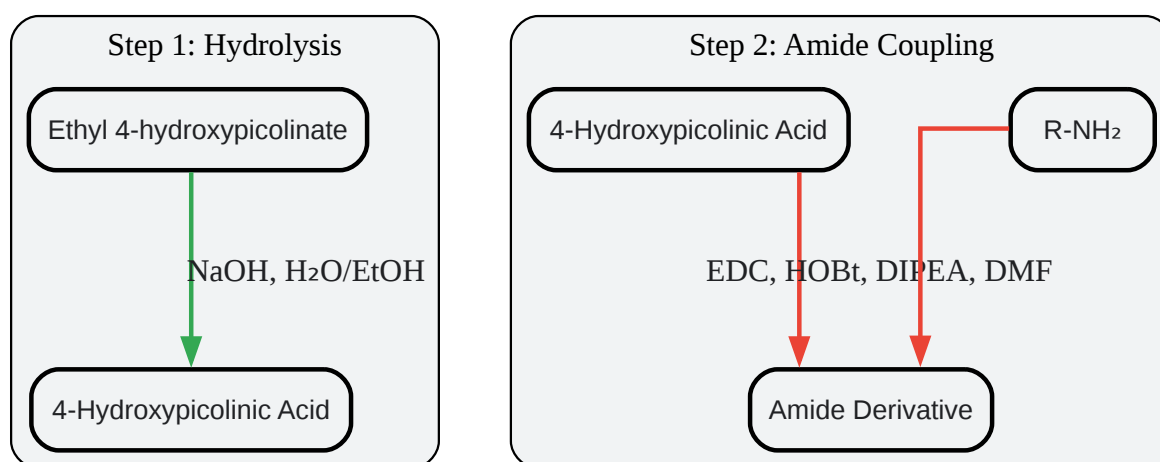 Step 1: Hydrolysis
Ethyl 4-hydroxypicolinate
NaOH, H₂O/EtOH
4-Hydroxypicolinic Acid
Step 2: Amide Coupling
4-Hydroxypicolinic Acid
R-NH₂
EDC, HOBt, DIPEA, DMF
Amide Derivative